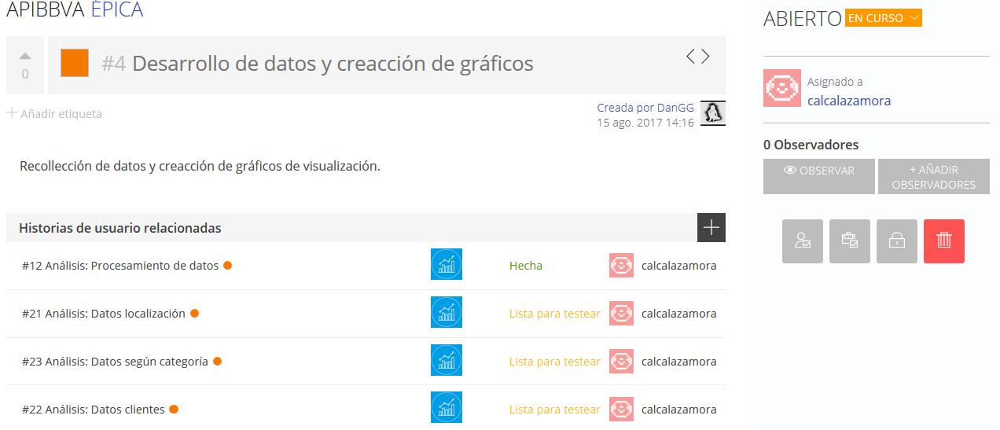 APIBBVA ÉPICA
0
#4 Desarrollo de datos y creacción de gráficos
+ Añadir etiqueta
Creada por DanGG
15 ago. 2017 14:16
Recollección de datos y creacción de gráficos de visualización.
Historias de usuario relacionadas
#12 Análisis: Procesamiento de datos Hecha calcalazamora
#21 Análisis: Datos localización Lista para testear calcalazamora
#23 Análisis: Datos según categoría Lista para testear calcalazamora
#22 Análisis: Datos clientes Lista para testear calcalazamora
ABIERTO EN CURSO
Asignado a
calcalazamora
0 Observadores
OBSERVAR
+ AÑADIR
OBSERVADORES